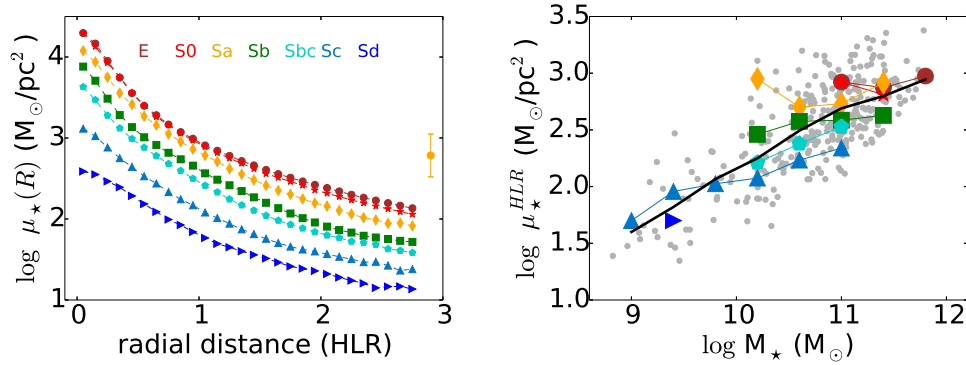 log μ⋆(R) (M⊙/pc²)
4
3
2
1
E S0 Sa Sb Sbc Sc Sd
0 1 2 3
radial distance (HLR)
log μ⋆^HLR (M⊙/pc²)
3.5
3.0
2.5
2.0
1.5
1.0
9 10 11 12
log M⋆ (M⊙)